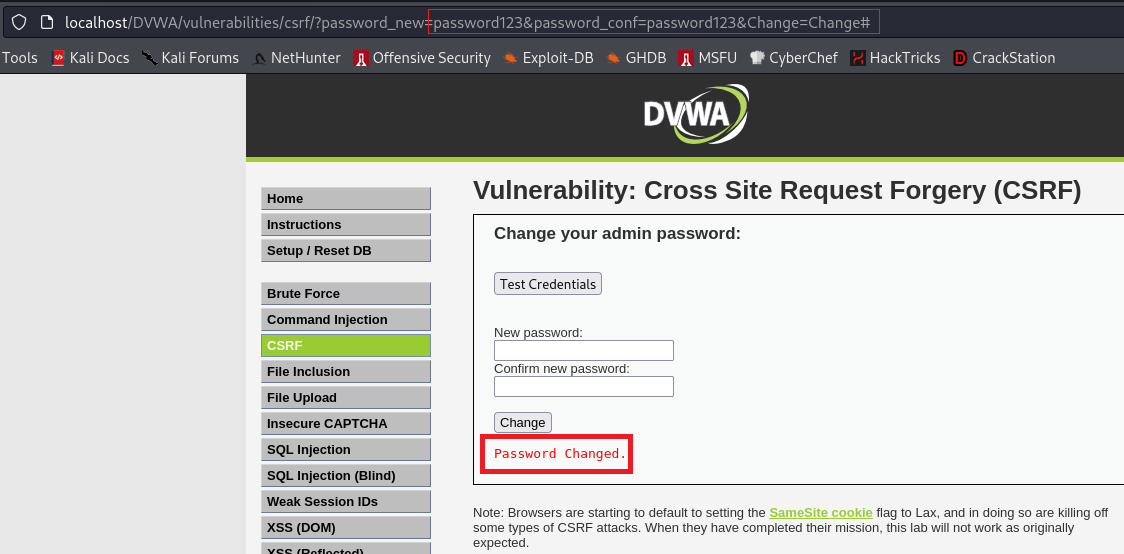 localhost/DVWA/vulnerabilities/csrf/?password_new=password123&password_conf=password123&Change=Change#
Tools Kali Docs Kali Forums NetHunter Offensive Security Exploit-DB GHDB MSFU CyberChef HackTricks CrackStation
DVWA
Home
Instructions
Setup / Reset DB
Brute Force
Command Injection
CSRF
File Inclusion
File Upload
Insecure CAPTCHA
SQL Injection
SQL Injection (Blind)
Weak Session IDs
XSS (DOM)
XSS (Reflected)
Vulnerability: Cross Site Request Forgery (CSRF)
Change your admin password:
Test Credentials
New password:
Confirm new password:
Change
Password Changed.
Note: Browsers are starting to default to setting the SameSite cookie flag to Lax, and in doing so are killing off
some types of CSRF attacks. When they have completed their mission, this lab will not work as originally
expected.